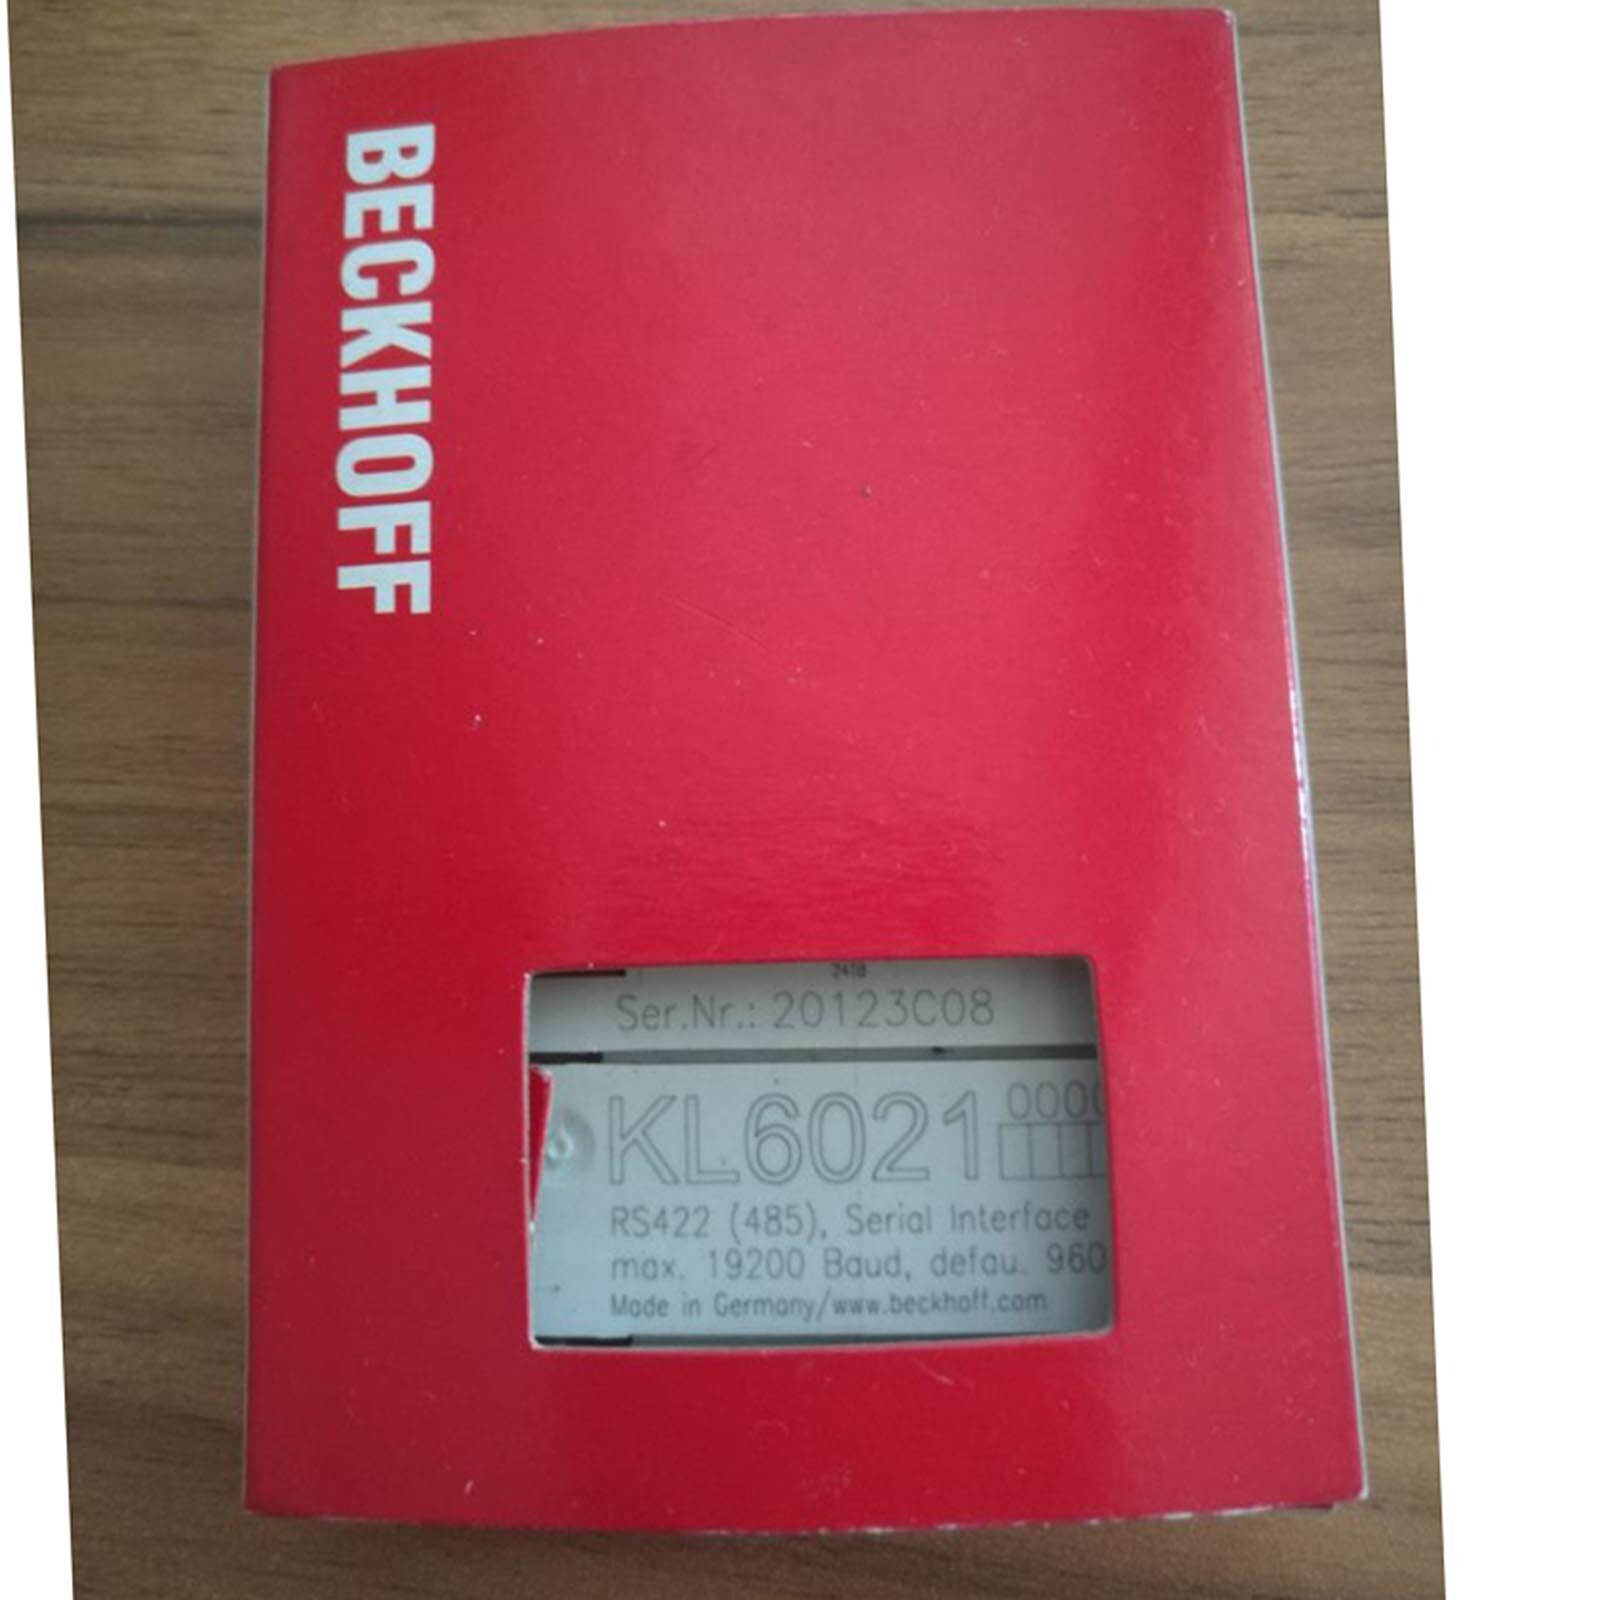 BECKHOFF
2418
Ser.Nr.: 20123C08
KL6021
0000
RS422 (485), Serial Interface
max. 19200 Baud, defau. 960
Made in Germany/www.beckhoff.com